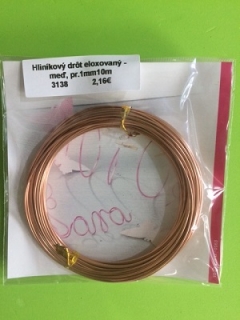 Hliníkový drôt eloxovaný -
meď, pr.1mm10m
3138 2,16€